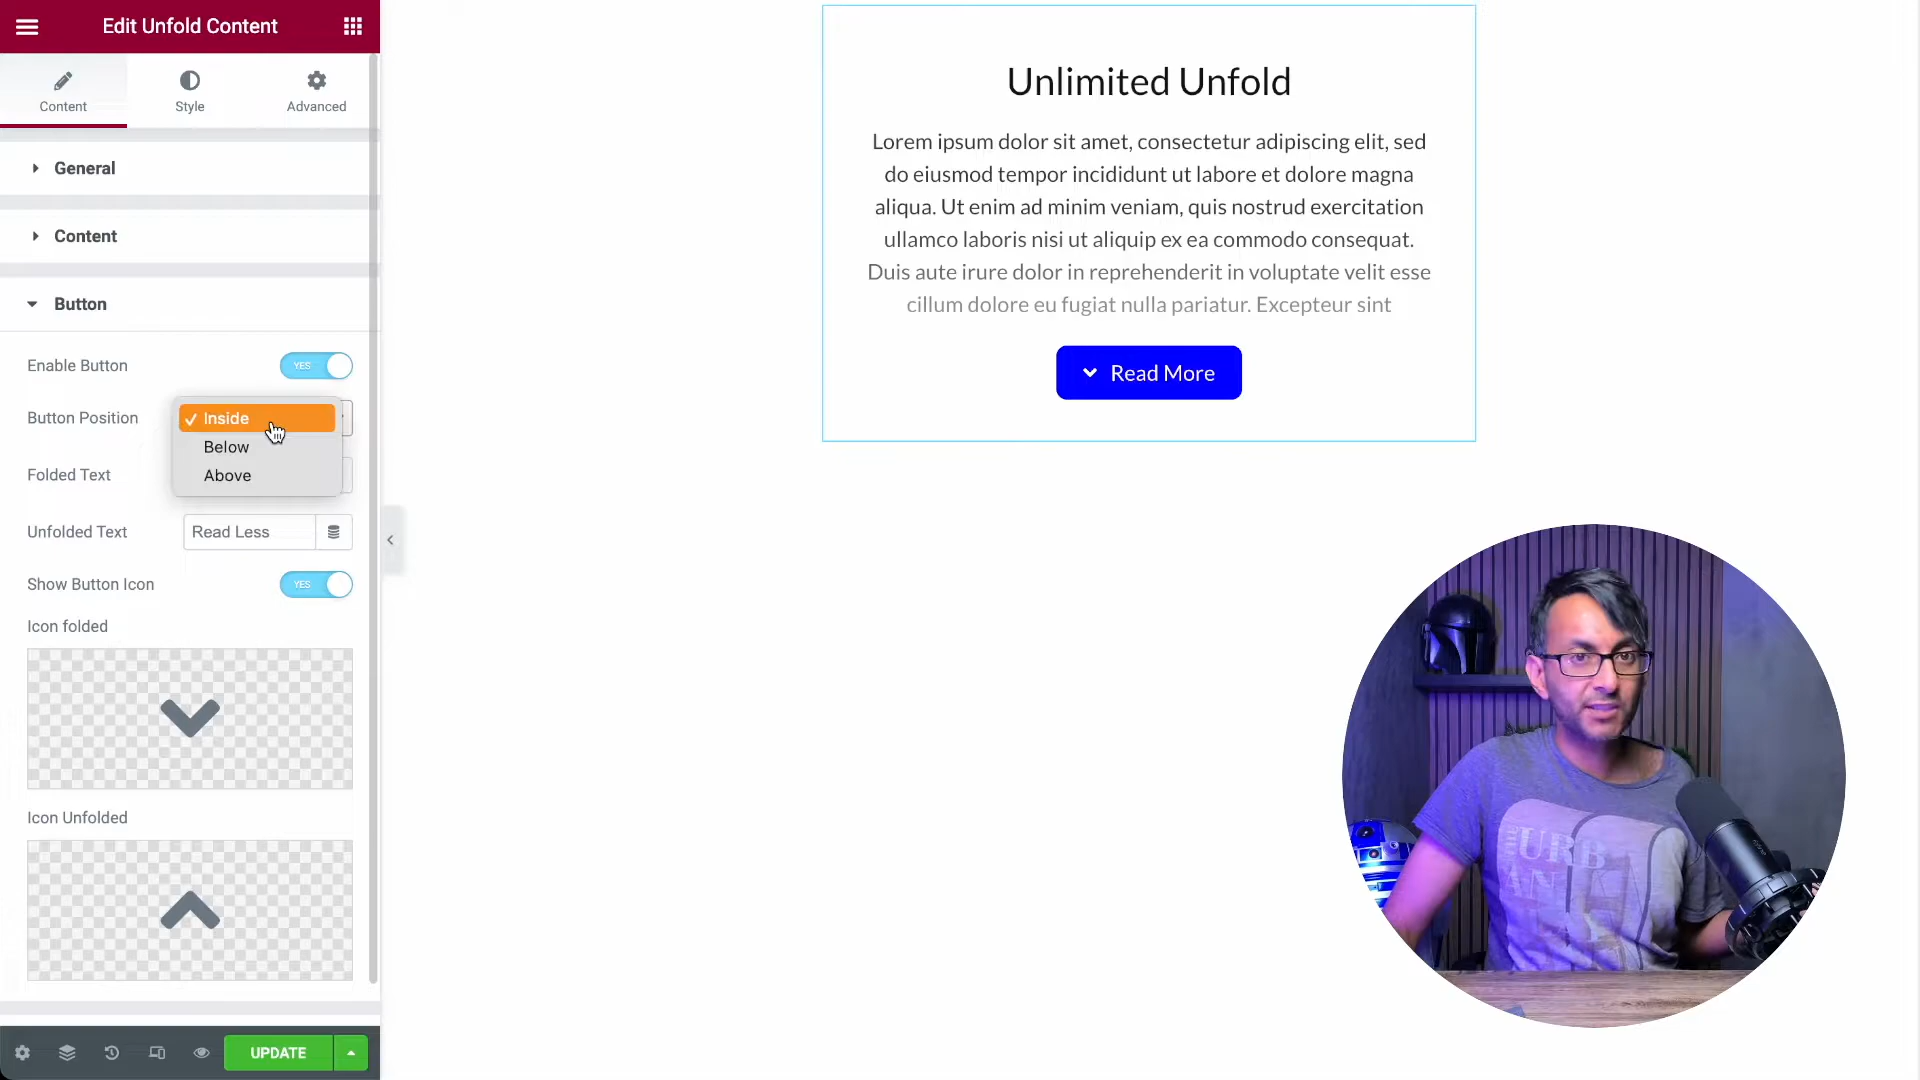 Edit Unfold Content
Content
Style
Advanced
General
Content
Button
Enable Button
YES
Button Position
Inside
Below
Above
Folded Text
Unfolded Text
Read Less
Show Button Icon
YES
Icon folded
Icon Unfolded
UPDATE
Unlimited Unfold
Lorem ipsum dolor sit amet, consectetur adipiscing elit, sed
do eiusmod tempor incididunt ut labore et dolore magna
aliqua. Ut enim ad minim veniam, quis nostrud exercitation
ullamco laboris nisi ut aliquip ex ea commodo consequat.
Duis aute irure dolor in reprehenderit in voluptate velit esse
cillum dolore eu fugiat nulla pariatur. Excepteur sint
Read More
URB